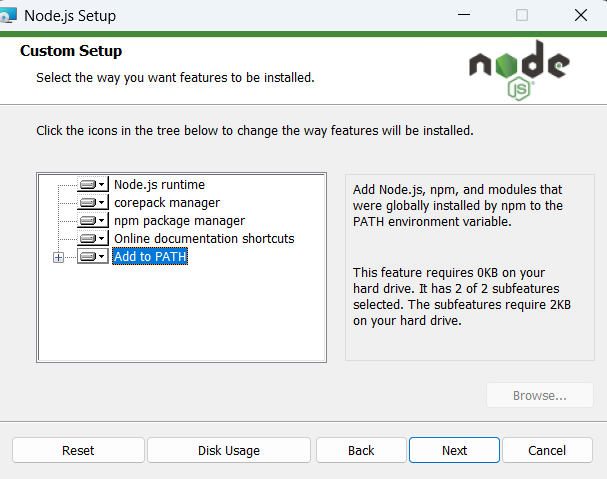 Node.js Setup
Custom Setup
Select the way you want features to be installed.
node
JS
Click the icons in the tree below to change the way features will be installed.
Node.js runtime
corepack manager
npm package manager
Online documentation shortcuts
Add to PATH
Add Node.js, npm, and modules that
were globally installed by npm to the
PATH environment variable.
This feature requires 0KB on your
hard drive. It has 2 of 2 subfeatures
selected. The subfeatures require 2KB
on your hard drive.
Browse...
Reset
Disk Usage
Back
Next
Cancel